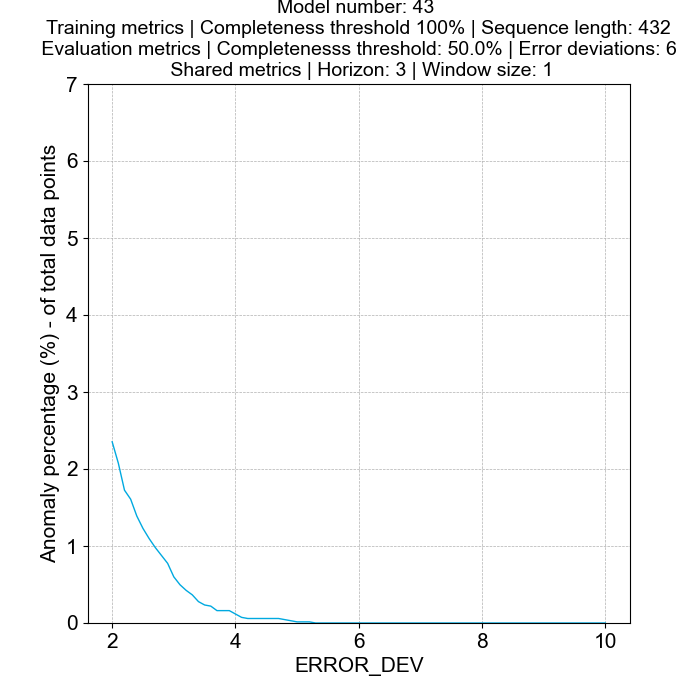 Model number: 43
Training metrics | Completeness threshold 100% | Sequence length: 432
Evaluation metrics | Completenesss threshold: 50.0% | Error deviations: 6
Shared metrics | Horizon: 3 | Window size: 1
Anomaly percentage (%) - of total data points
7
6
5
4
3
2
1
0
2 4 6 8 10
ERROR_DEV